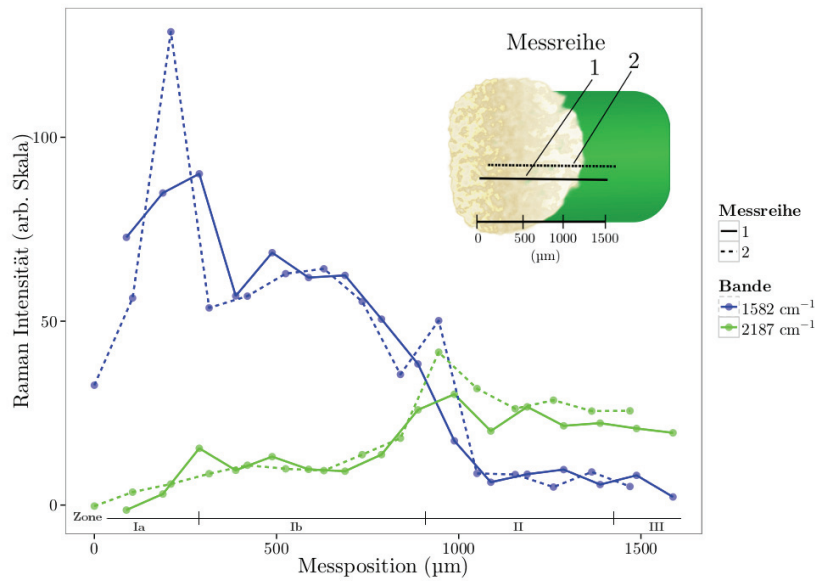 Messreihe
1
2
0
500
1000
1500
(µm)
Raman Intensität (arb. Skala)
100
50
0
Zone
Ia
Ib
II
III
0
500
1000
1500
Messposition (µm)
Messreihe
1
2
Bande
1582 cm⁻¹
2187 cm⁻¹